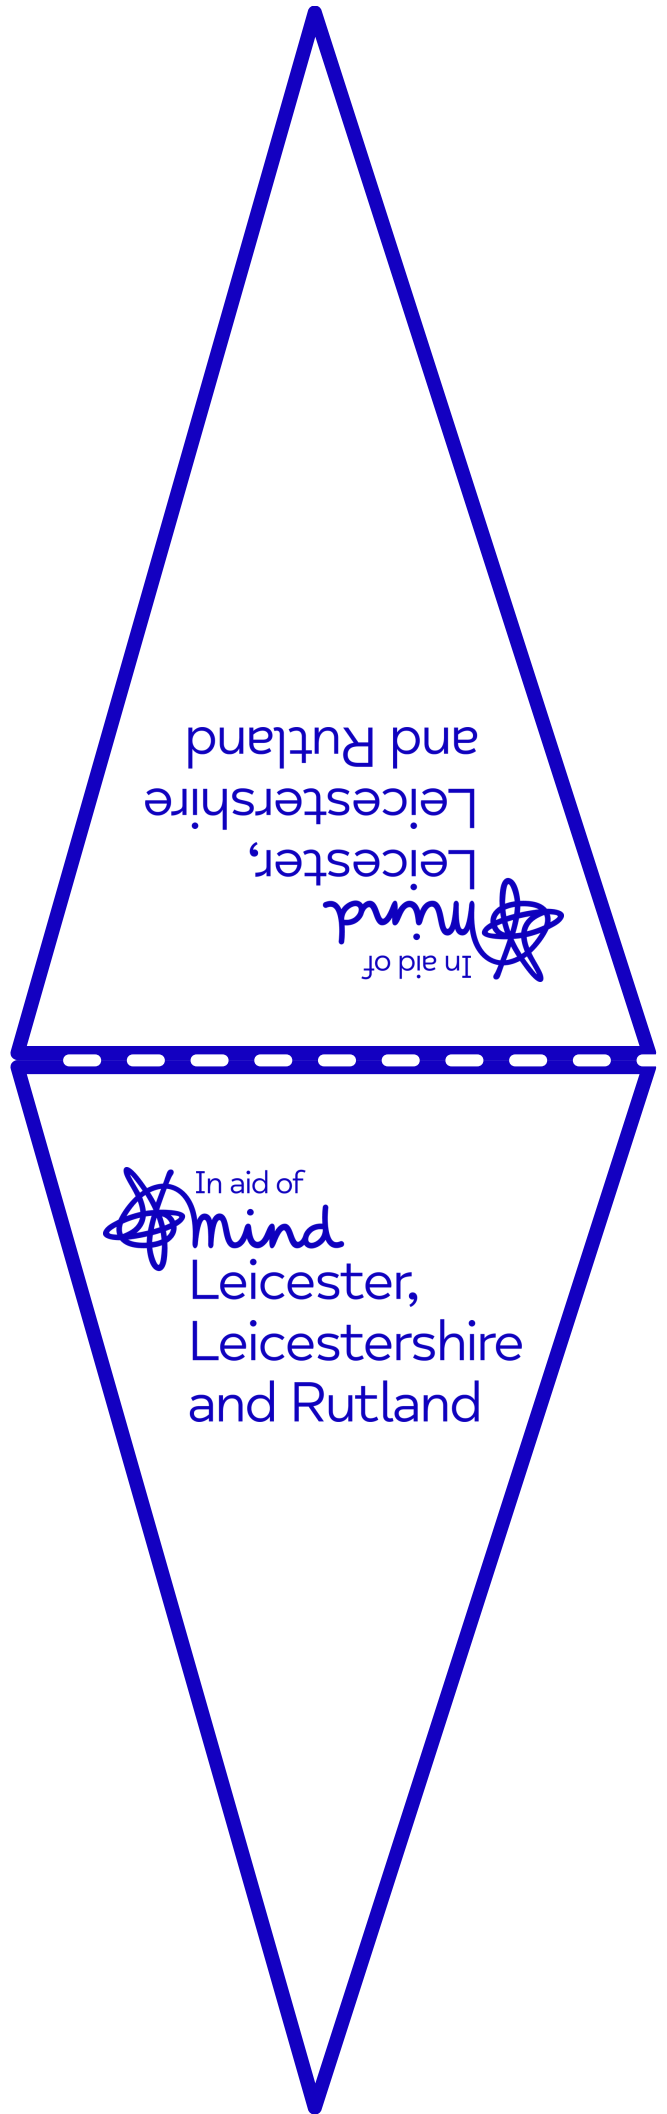 and Rutland
Leicestershire
Leicester,
mind
In aid of
In aid of
mind
Leicester,
Leicestershire
and Rutland